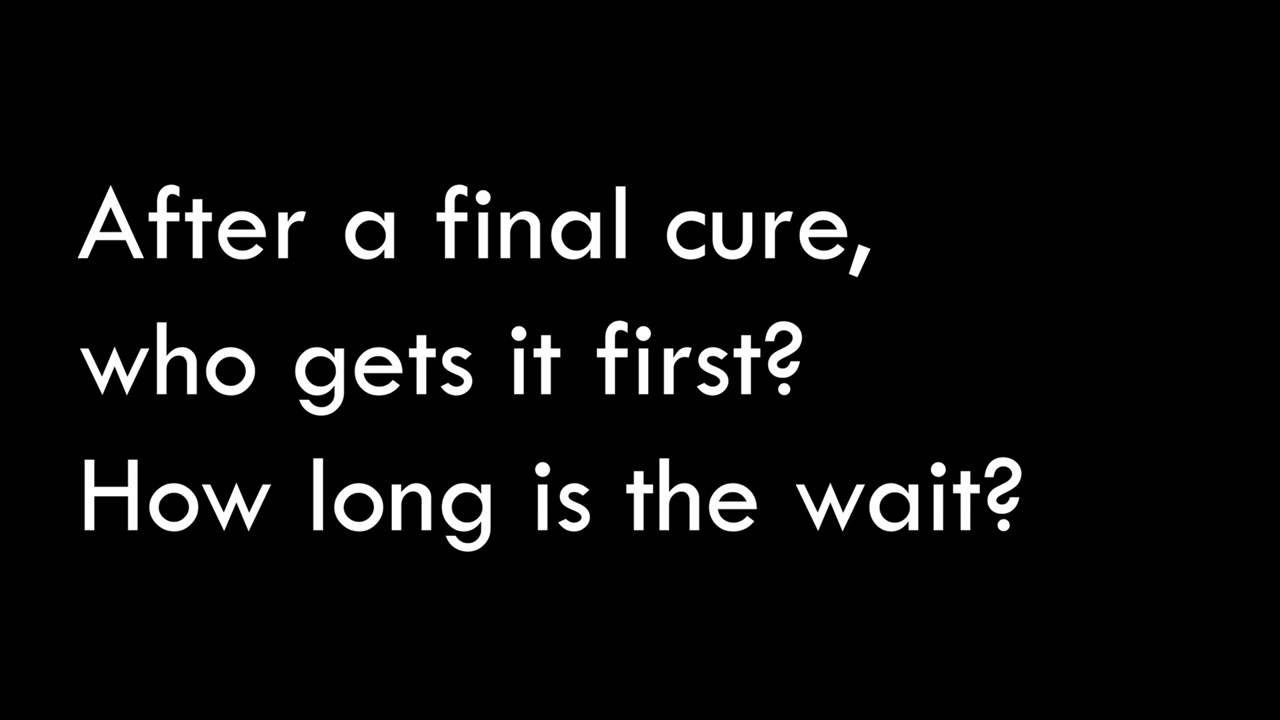 After a final cure,
who gets it first?
How long is the wait?